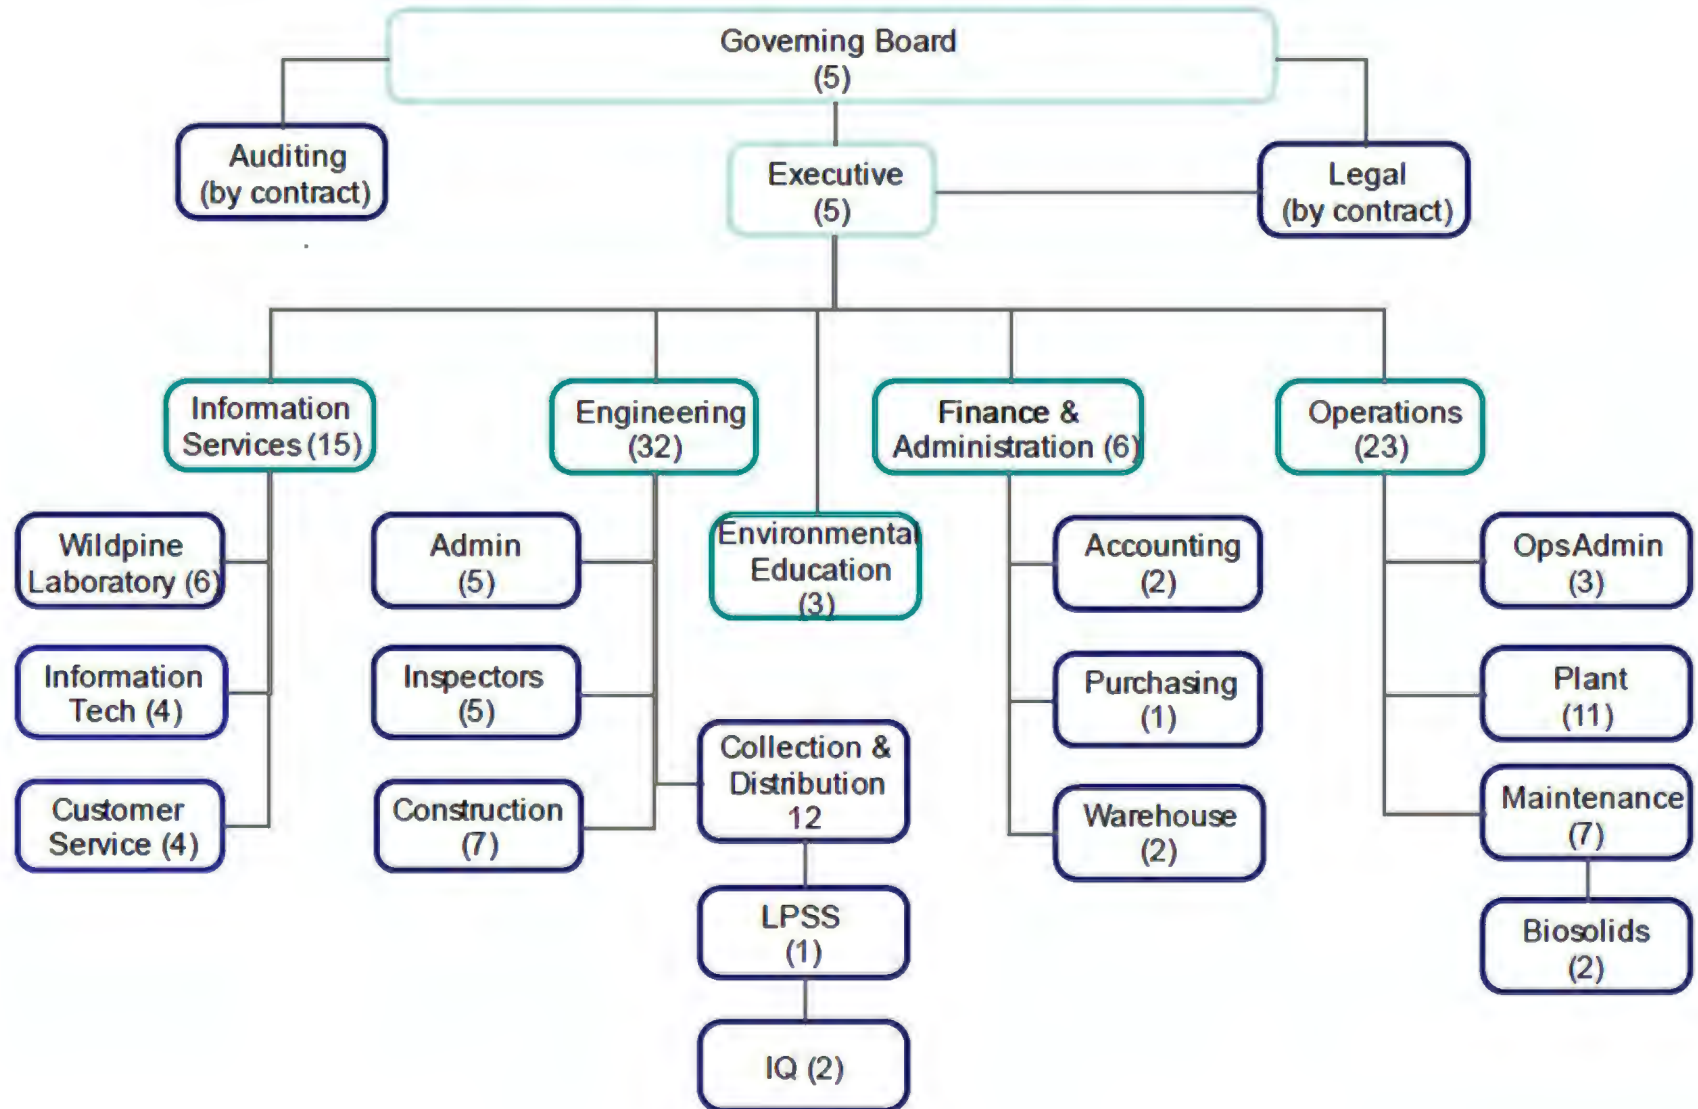 Governing Board
(5)
Auditing
(by contract)
Executive
(5)
Legal
(by contract)
Information
Services (15)
Engineering
(32)
Finance &
Administration (6)
Operations
(23)
Wildpine
Laboratory (6)
Admin
(5)
Environmental
Education
(3)
Accounting
(2)
OpsAdmin
(3)
Information
Tech (4)
Inspectors
(5)
Purchasing
(1)
Plant
(11)
Customer
Service (4)
Construction
(7)
Collection &
Distribution
12
Warehouse
(2)
Maintenance
(7)
LPSS
(1)
Biosolids
(2)
IQ (2)